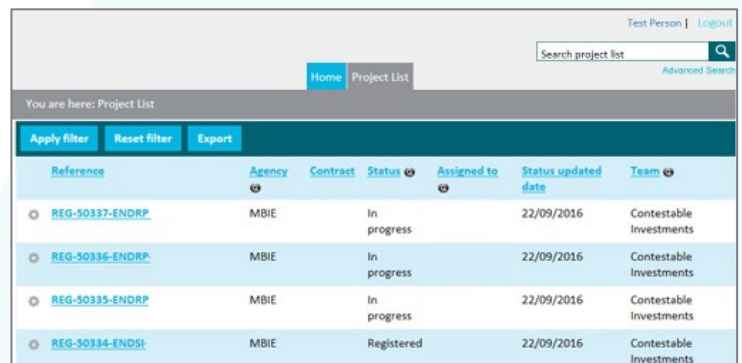 Test Person | Logout
Search project list
Advanced Search
Home Project List
You are here: Project List
Apply filter Reset filter Export
Reference Agency Contract Status Assigned to Status updated date Team
REG-50337-ENDRP MBIE In progress 22/09/2016 Contestable Investments
REG-50336-ENDRP MBIE In progress 22/09/2016 Contestable Investments
REG-50335-ENDRP MBIE In progress 22/09/2016 Contestable Investments
REG-50334-ENDSI- MBIE Registered 22/09/2016 Contestable Investments